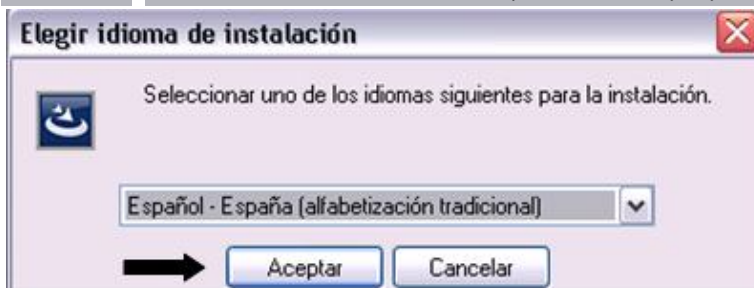 Elegir idioma de instalación
Seleccionar uno de los idiomas siguientes para la instalación.
Español - España (alfabetización tradicional)
Aceptar Cancelar